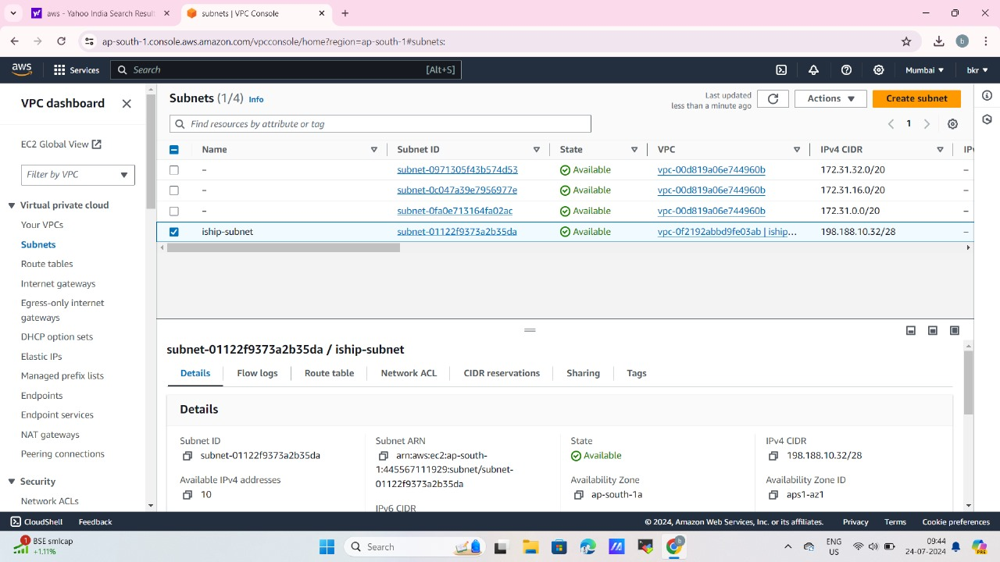 aws - Yahoo India Search Result
subnets | VPC Console
ap-south-1.console.aws.amazon.com/vpcconsole/home?region=ap-south-1#subnets:
b
aws
Services
Search
[Alt+S]
Mumbai
bkr
VPC dashboard
EC2 Global View
Filter by VPC
Virtual private cloud
Your VPCs
Subnets
Route tables
Internet gateways
Egress-only internet
gateways
DHCP option sets
Elastic IPs
Managed prefix lists
Endpoints
Endpoint services
NAT gateways
Peering connections
Security
Network ACLs
Subnets (1/4) Info
Last updated
less than a minute ago
Actions
Create subnet
Find resources by attribute or tag
1
Name Subnet ID State VPC IPv4 CIDR IPv
– subnet-0971305f43b574d53 Available vpc-00d819a06e744960b 172.31.32.0/20 –
– subnet-0c047a39e7956977e Available vpc-00d819a06e744960b 172.31.16.0/20 –
– subnet-0fa0e713164fa02ac Available vpc-00d819a06e744960b 172.31.0.0/20 –
iship-subnet subnet-01122f9373a2b35da Available vpc-0f2192abbd9fe03ab | iship... 198.188.10.32/28 –
subnet-01122f9373a2b35da / iship-subnet
Details Flow logs Route table Network ACL CIDR reservations Sharing Tags
Details
Subnet ID
subnet-01122f9373a2b35da
Available IPv4 addresses
10
Subnet ARN
arn:aws:ec2:ap-south-
1:445567111929:subnet/subnet-
01122f9373a2b35da
IPv6 CIDR
State
Available
Availability Zone
ap-south-1a
IPv4 CIDR
198.188.10.32/28
Availability Zone ID
aps1-az1
CloudShell Feedback
© 2024, Amazon Web Services, Inc. or its affiliates. Privacy Terms Cookie preferences
1
BSE smlcap
+1.11%
Search
b
ENG
US
09:44
24-07-2024
PRE